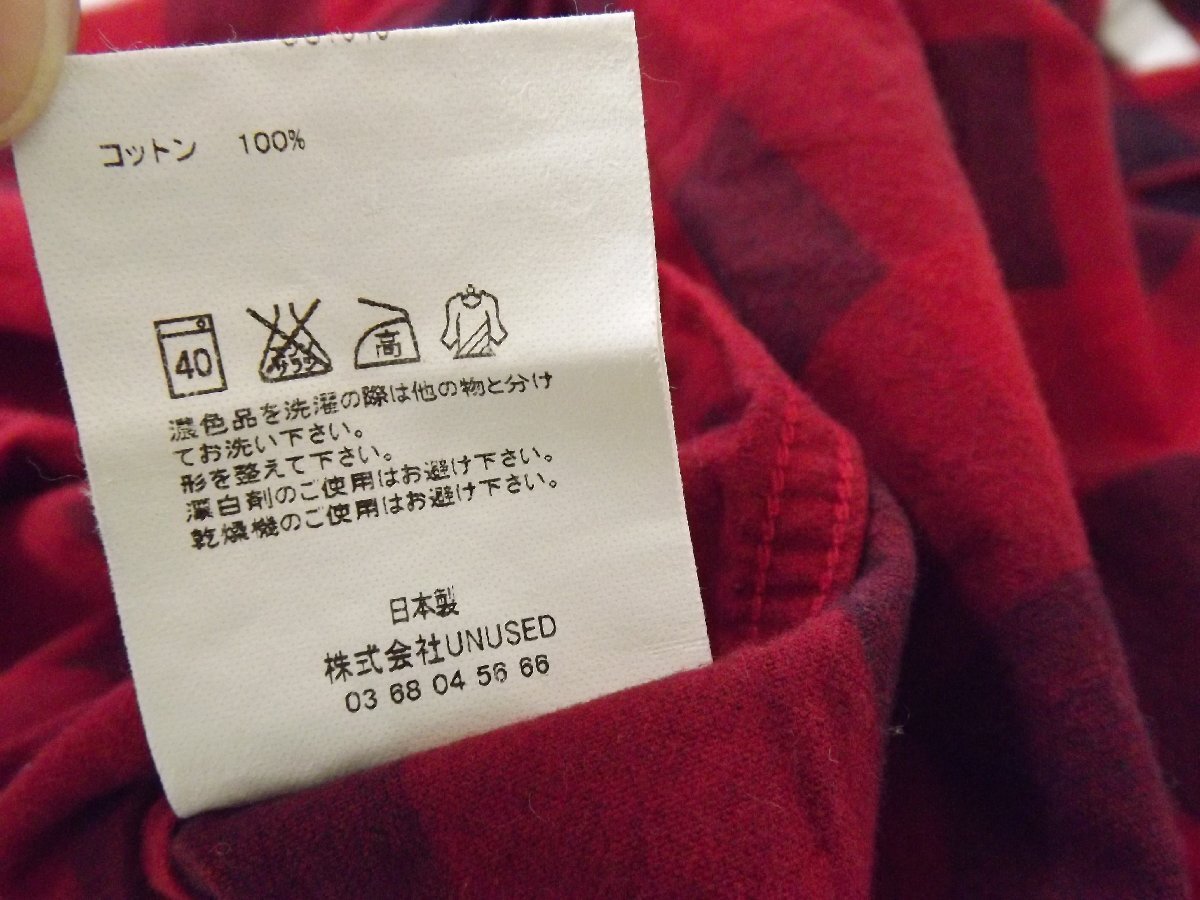 コットン 100%
40
サラシ
高
濃色品を洗濯の際は他の物と分け
てお洗い下さい。
形を整えて下さい。
漂白剤のご使用はお避け下さい。
乾燥機のご使用はお避け下さい。
日本製
株式会社UNUSED
03 68 04 56 66